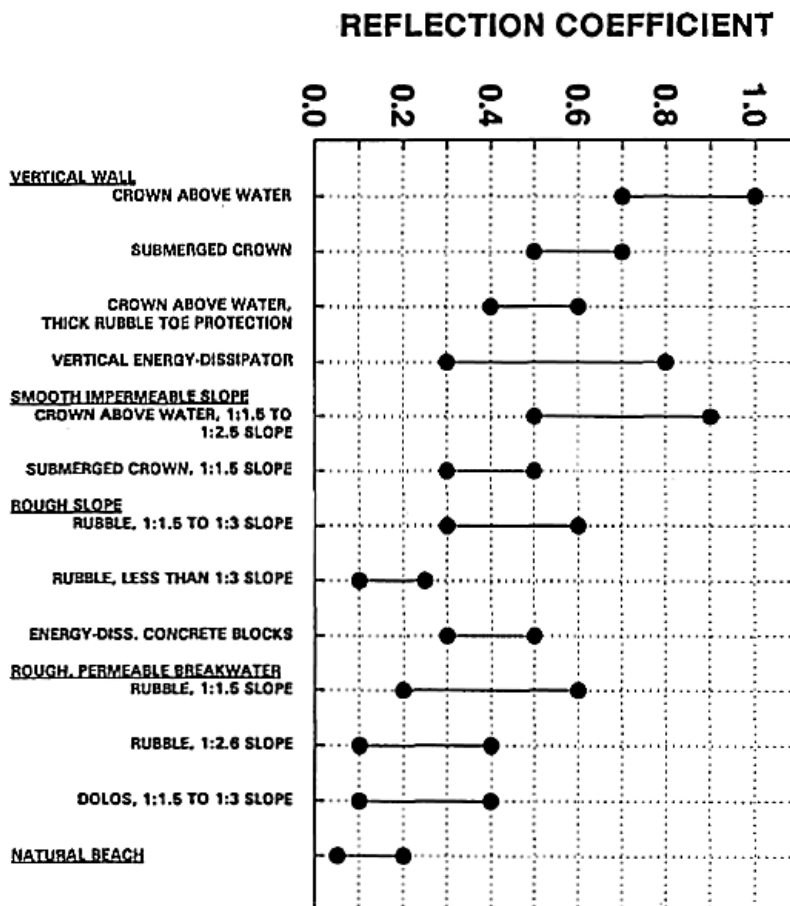 REFLECTION COEFFICIENT
0.0 0.2 0.4 0.6 0.8 1.0
VERTICAL WALL
CROWN ABOVE WATER
SUBMERGED CROWN
CROWN ABOVE WATER,
THICK RUBBLE TOE PROTECTION
VERTICAL ENERGY-DISSIPATOR
SMOOTH IMPERMEABLE SLOPE
CROWN ABOVE WATER, 1:1.5 TO
1:2.5 SLOPE
SUBMERGED CROWN, 1:1.5 SLOPE
ROUGH SLOPE
RUBBLE, 1:1.5 TO 1:3 SLOPE
RUBBLE, LESS THAN 1:3 SLOPE
ENERGY-DISS. CONCRETE BLOCKS
ROUGH, PERMEABLE BREAKWATER
RUBBLE, 1:1.5 SLOPE
RUBBLE, 1:2.6 SLOPE
DOLOS, 1:1.5 TO 1:3 SLOPE
NATURAL BEACH